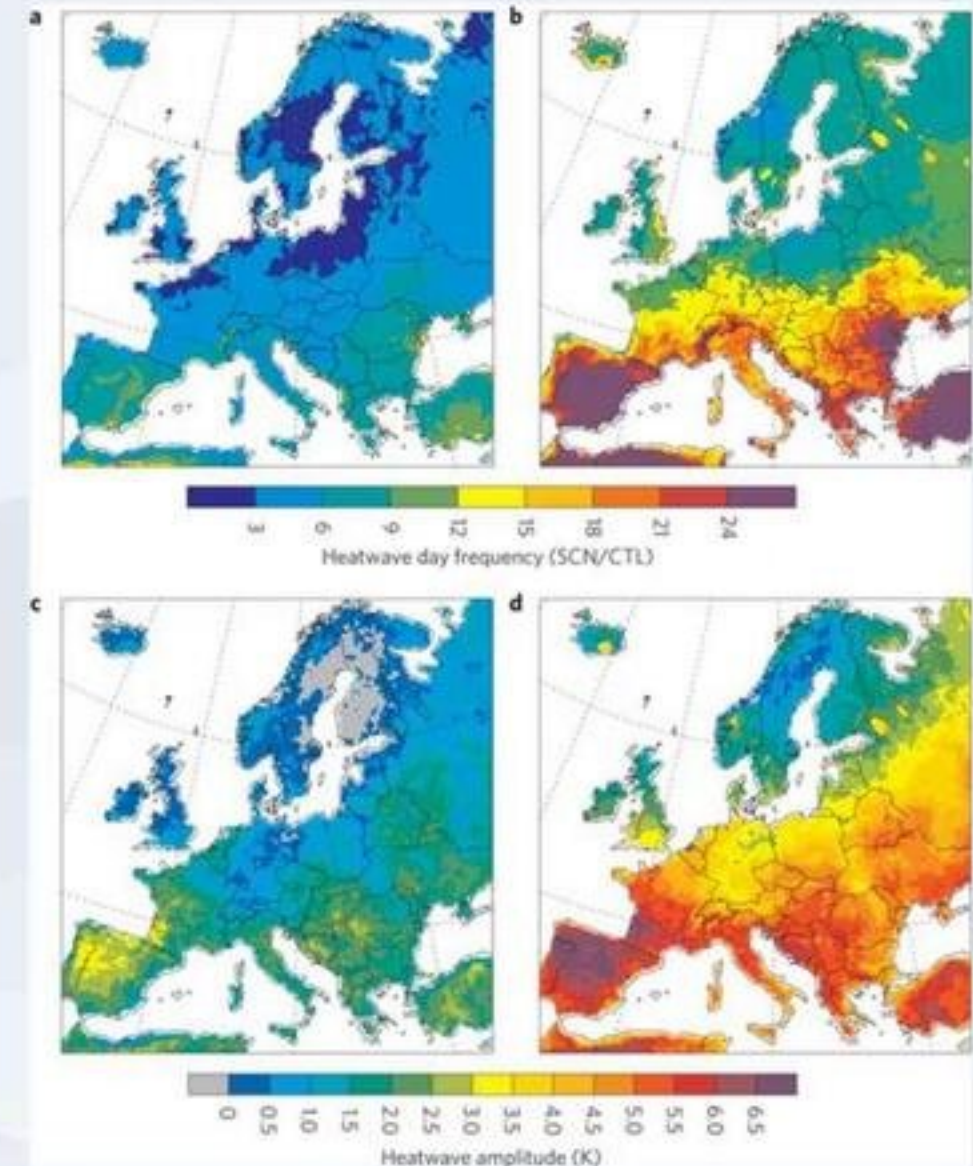 a
b
3 6 9 12 15 18 21 24
Heatwave day frequency (SCN/CTL)
c
d
0 0.5 1.0 1.5 2.0 2.5 3.0 3.5 4.0 4.5 5.0 5.5 6.0 6.5
Heatwave amplitude (K)